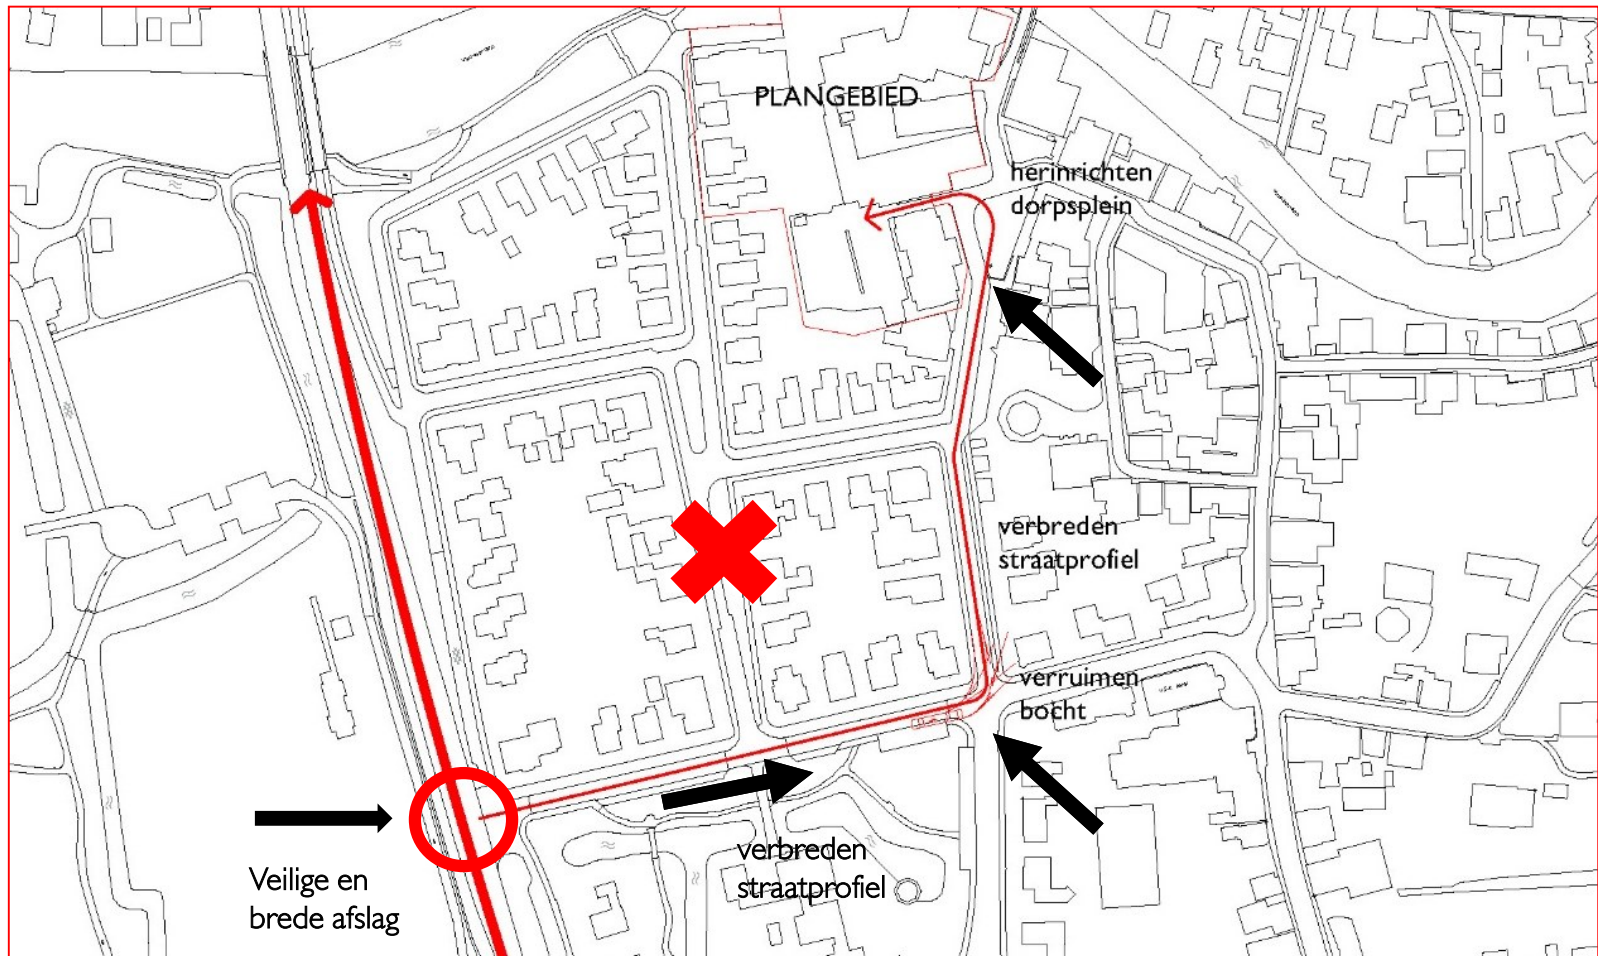 PLANGEBIED
herinrichten
dorpsplein
verbreden
straatprofiel
verruimen
bocht
verbreden
straatprofiel
Veilige en
brede afslag